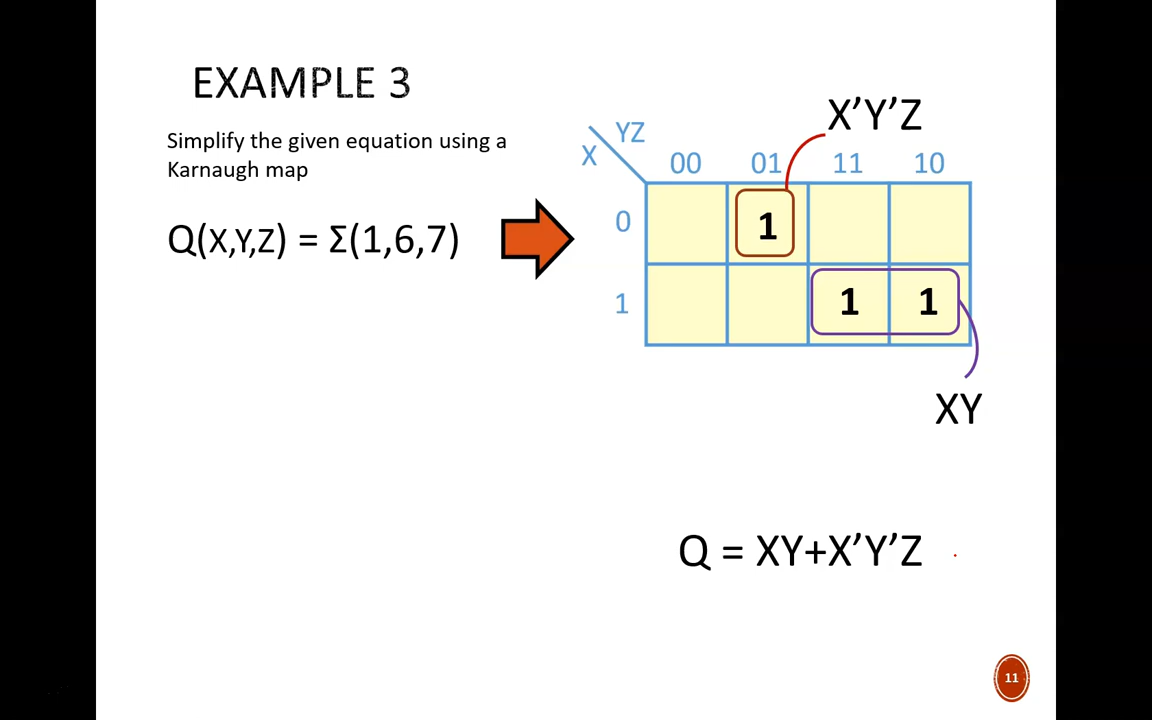 EXAMPLE 3
Simplify the given equation using a
Karnaugh map
Q(X,Y,Z) = Σ(1,6,7)
X’Y’Z
YZ
X
00 01 11 10
0 1
1 1 1
XY
Q = XY+X’Y’Z
11